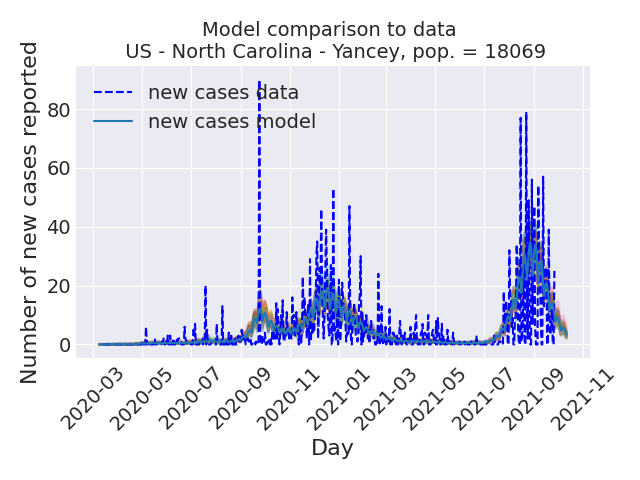 Model comparison to data
US - North Carolina - Yancey, pop. = 18069
Number of new cases reported
80
60
40
20
0
new cases data
new cases model
2020-03
2020-05
2020-07
2020-09
2020-11
2021-01
2021-03
2021-05
2021-07
2021-09
2021-11
Day